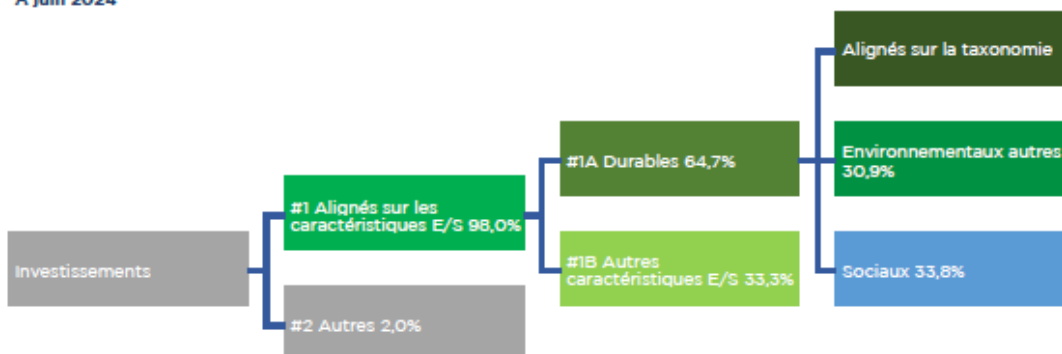 À juin 2024
Alignés sur la taxonomie
#1A Durables 64,7%
Environnementaux autres
30,9%
#1 Alignés sur les
caractéristiques E/S 98,0%
Investissements
#1B Autres
caractéristiques E/S 33,3%
Sociaux 33,8%
#2 Autres 2,0%